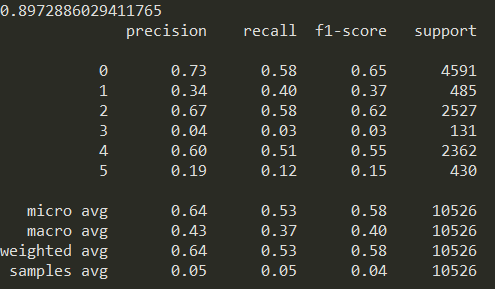 0.8972886029411765
precision recall f1-score support
0 0.73 0.58 0.65 4591
1 0.34 0.40 0.37 485
2 0.67 0.58 0.62 2527
3 0.04 0.03 0.03 131
4 0.60 0.51 0.55 2362
5 0.19 0.12 0.15 430
micro avg 0.64 0.53 0.58 10526
macro avg 0.43 0.37 0.40 10526
weighted avg 0.64 0.53 0.58 10526
samples avg 0.05 0.05 0.04 10526